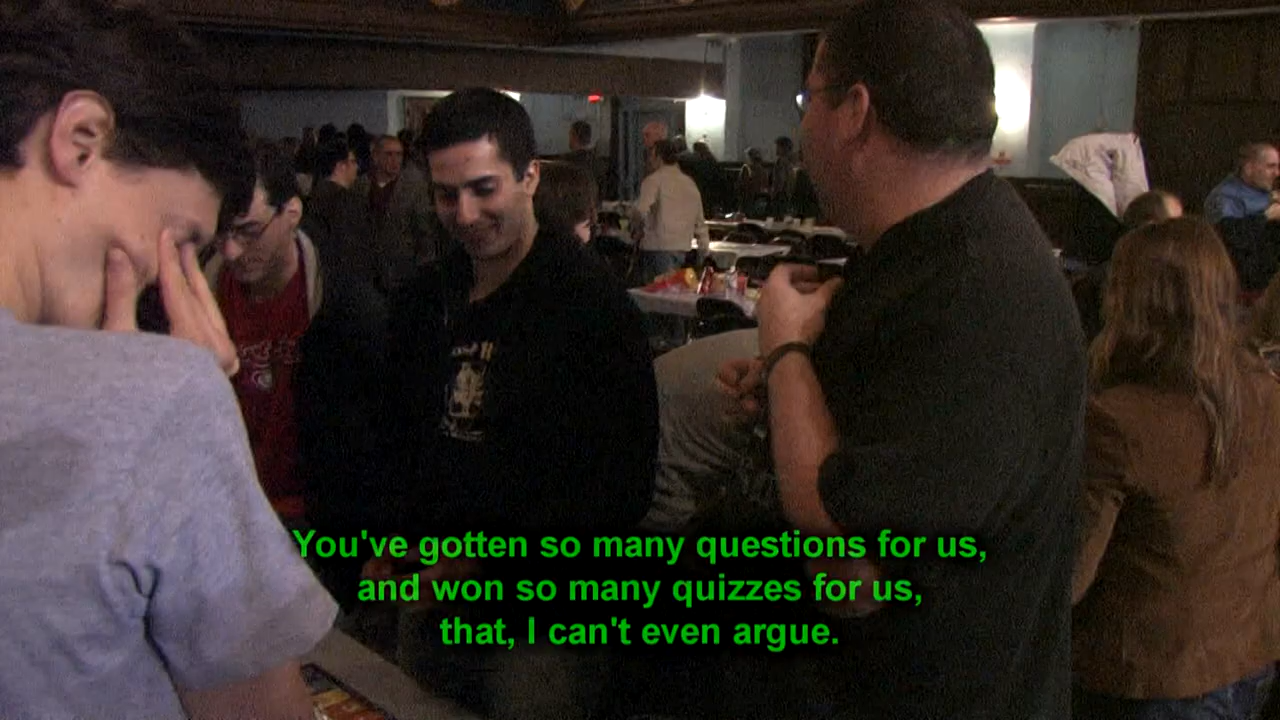 You've gotten so many questions for us,
and won so many quizzes for us,
that, I can't even argue.